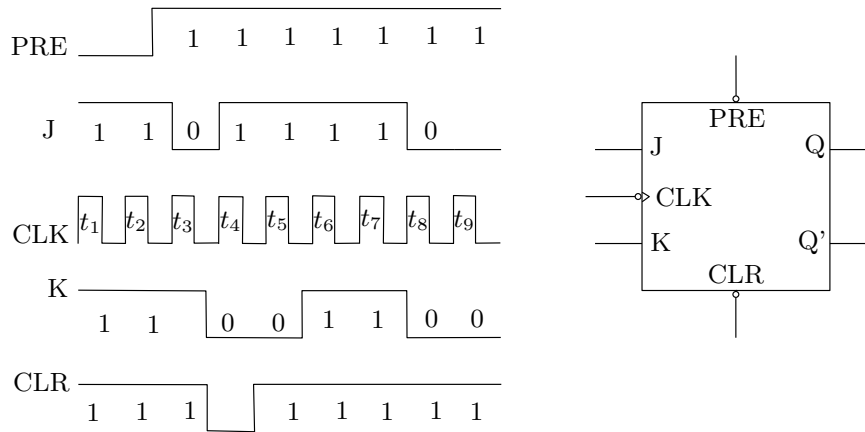 PRE 1 1 1 1 1 1 1
J 1 1 0 1 1 1 1 0
CLK t₁ t₂ t₃ t₄ t₅ t₆ t₇ t₈ t₉
K 1 1 0 0 1 1 0 0
CLR 1 1 1 1 1 1 1 1
PRE
J Q
CLK
K Q'
CLR